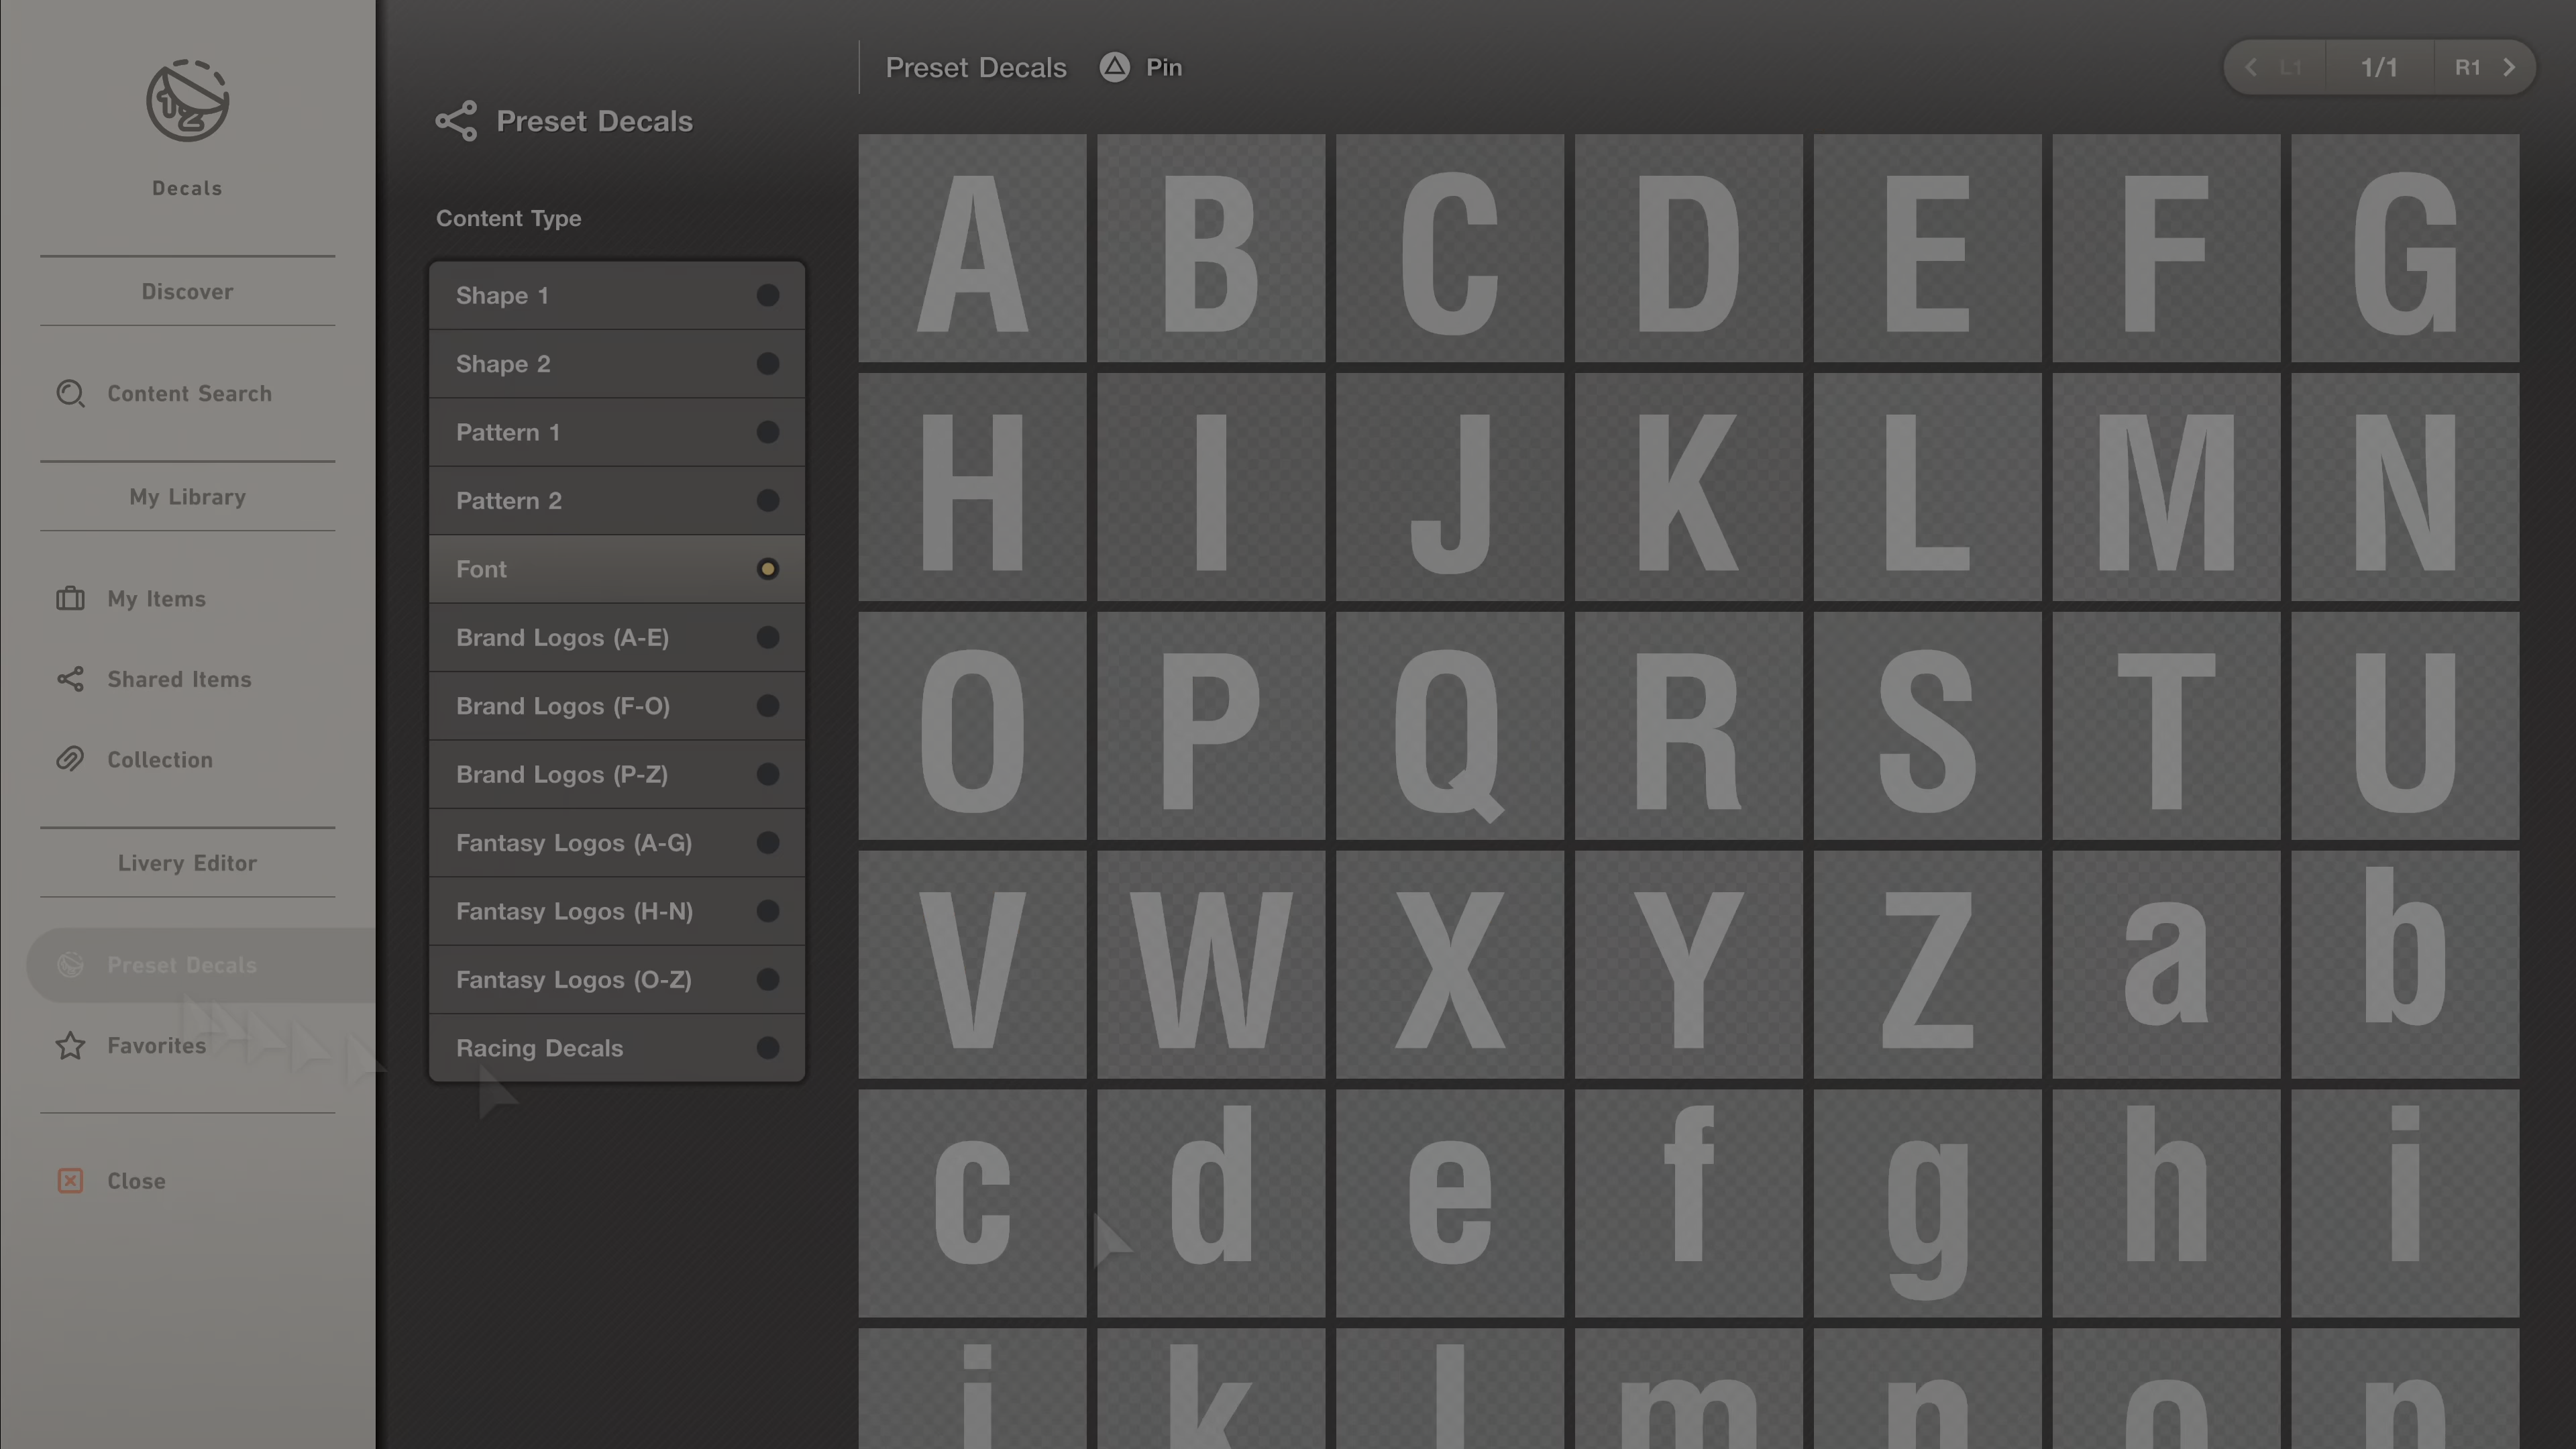 Decals
Discover
Content Search
My Library
My Items
Shared Items
Collection
Livery Editor
Preset Decals
Favorites
Close
Preset Decals
Content Type
Shape 1
Shape 2
Pattern 1
Pattern 2
Font
Brand Logos (A-E)
Brand Logos (F-O)
Brand Logos (P-Z)
Fantasy Logos (A-G)
Fantasy Logos (H-N)
Fantasy Logos (O-Z)
Racing Decals
Preset Decals Pin
L1 1/1 R1
A B C D E F G
H I J K L M N
O P Q R S T U
V W X Y Z a b
c d e f g h i
j k l m n o p